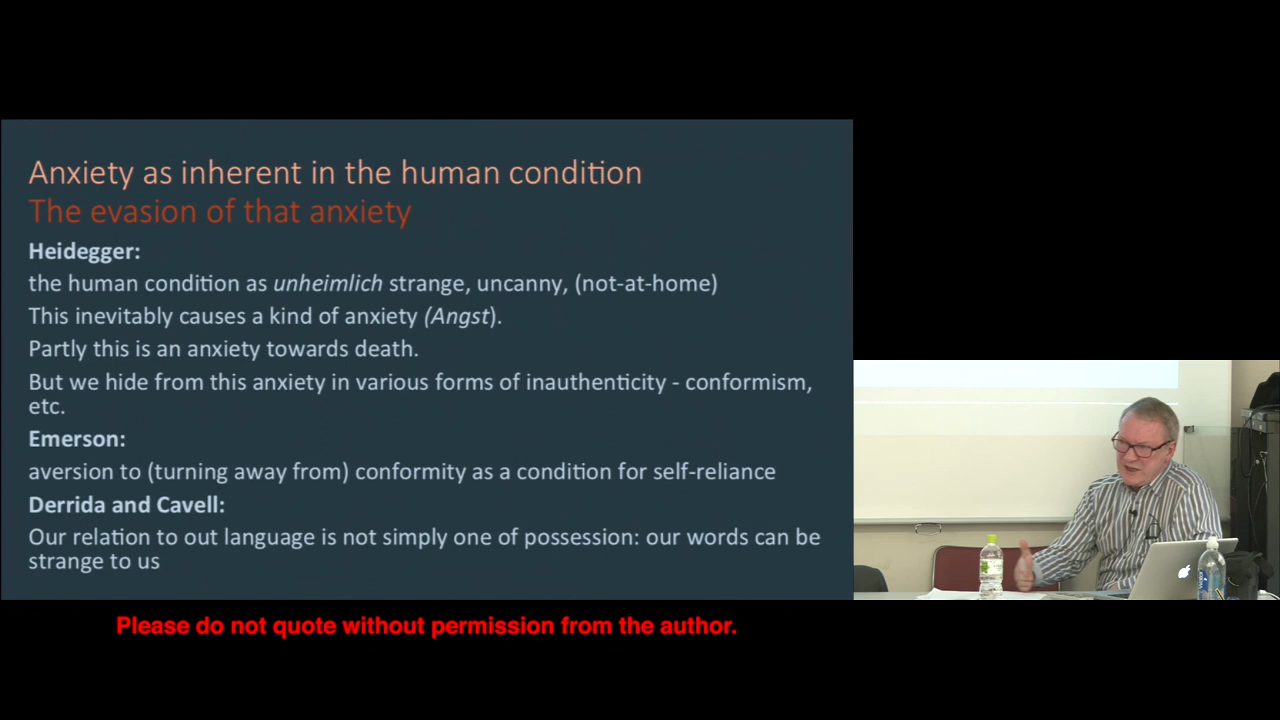 Anxiety as inherent in the human condition
The evasion of that anxiety
Heidegger:
the human condition as unheimlich strange, uncanny, (not-at-home)
This inevitably causes a kind of anxiety (Angst).
Partly this is an anxiety towards death.
But we hide from this anxiety in various forms of inauthenticity - conformism,
etc.
Emerson:
aversion to (turning away from) conformity as a condition for self-reliance
Derrida and Cavell:
Our relation to out language is not simply one of possession: our words can be
strange to us
Please do not quote without permission from the author.